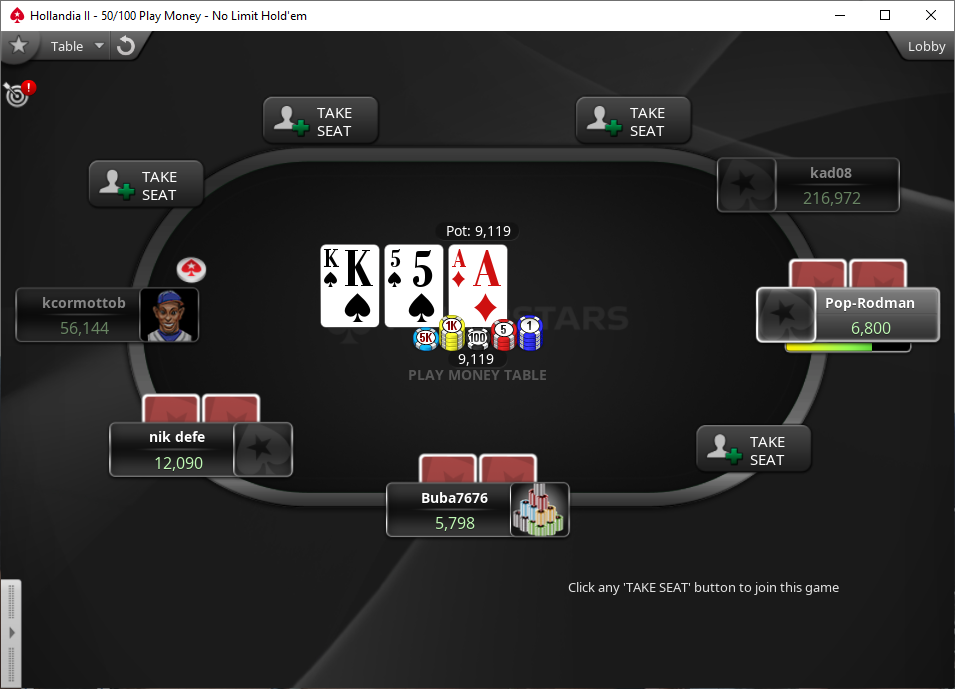 Hollandia II - 50/100 Play Money - No Limit Hold'em
Table
Lobby
!
TAKE
SEAT
TAKE
SEAT
TAKE
SEAT
kad08
216,972
Pot: 9,119
K K
5 5
A A
STARS
kcormottob
56,144
Pop-Rodman
6,800
5K
1K
100
5
1
9,119
PLAY MONEY TABLE
nik defe
12,090
TAKE
SEAT
Buba7676
5,798
Click any 'TAKE SEAT' button to join this game